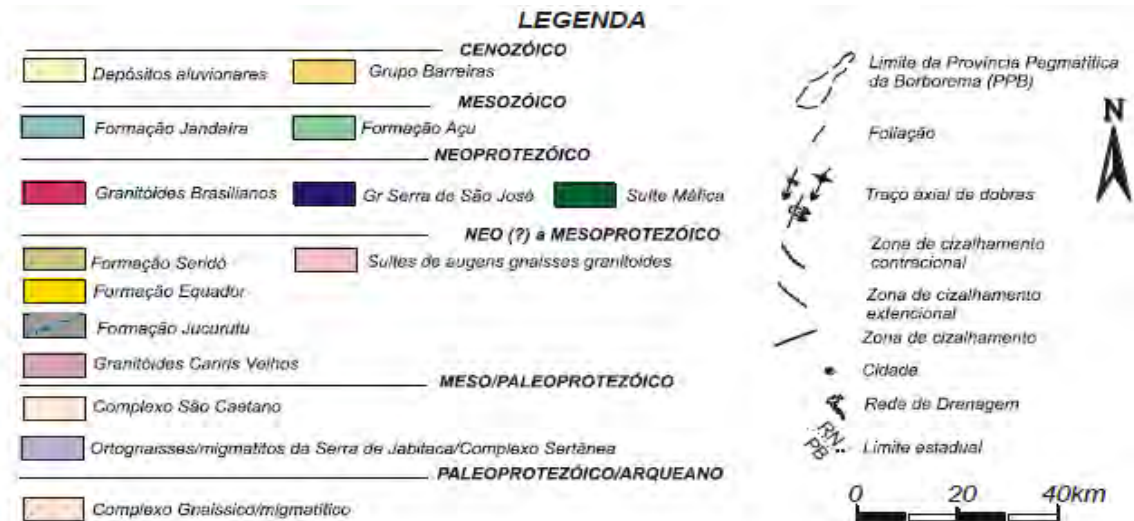 LEGENDA
CENOZÓICO
Depósitos aluvionares
Grupo Barreiras
MESOZÓICO
Formação Jandaíra
Formação Açu
NEOPROTEZÓICO
Granitóides Brasilianos
Gr Serra de São José
Suíte Máfica
NEO (?) a MESOPROTEZÓICO
Formação Seridó
Suítes de augens gnaisses granitoides
Formação Equador
Formação Jucurutu
Granitóides Cariris Velhos
MESO/PALEOPROTEZÓICO
Complexo São Caetano
Ortognaisses/migmatitos da Serra de Jabitaca/Complexo Sertânea
PALEOPROTEZÓICO/ARQUEANO
Complexo Gnaíssico/migmatítico
Limite da Província Pegmatítica
da Borborema (PPB)
Foliação
Traço axial de dobras
Zona de cizalhamento
contracional
Zona de cizalhamento
extencional
Zona de cizalhamento
Cidade
Rede de Drenagem
RN
PB
Limite estadual
N
0 20 40km